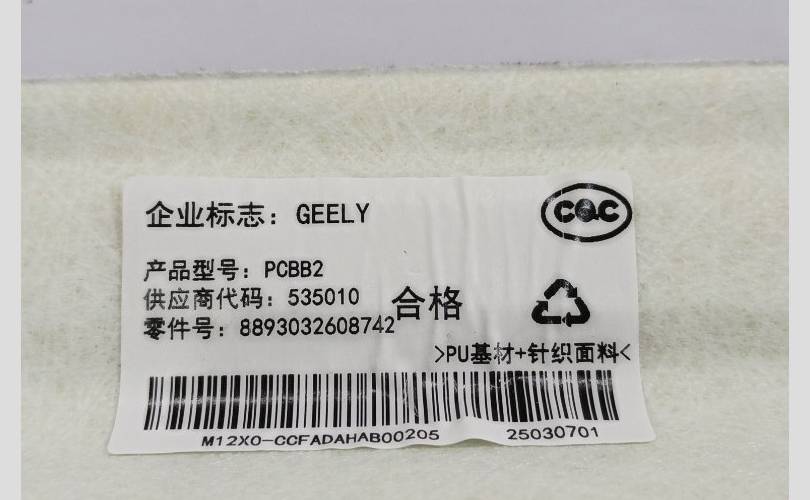 企业标志：GEELY
CQC
产品型号：PCBB2
供应商代码：535010
合格
零件号：8893032608742
>PU基材+针织面料<
M12X0-CCFADAHAB00205 25030701